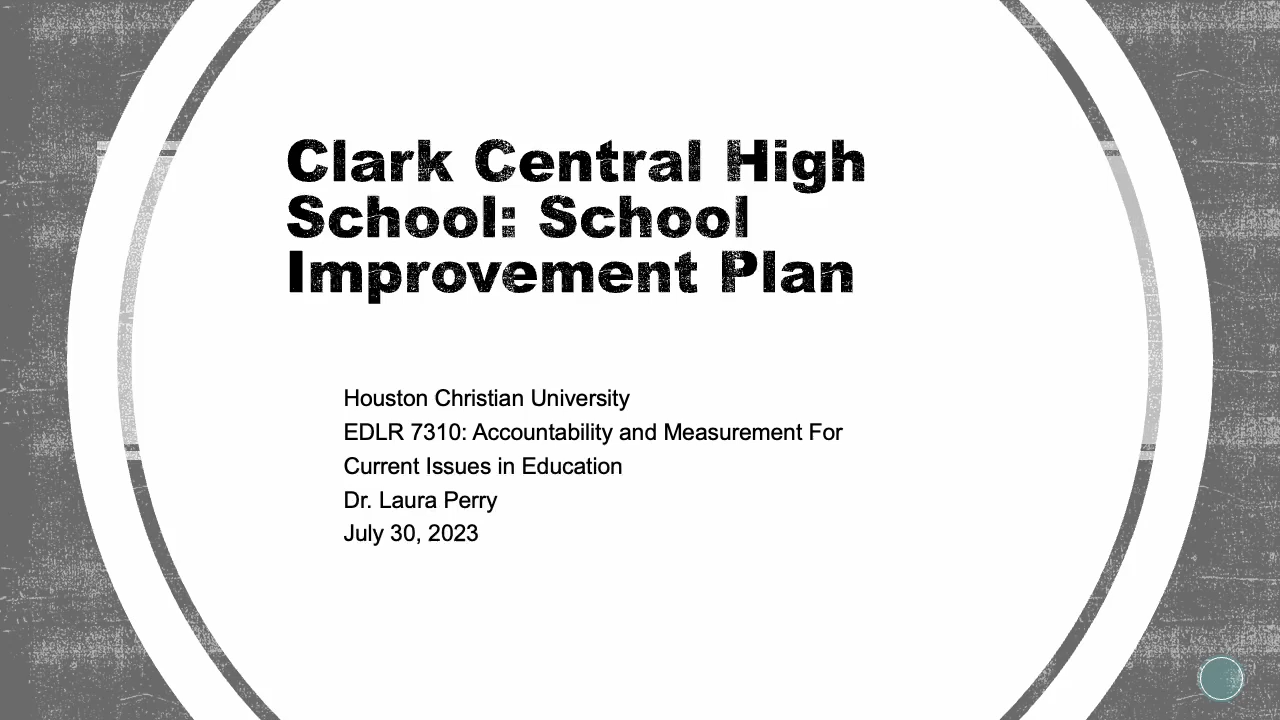 Clark Central High
School: School
Improvement Plan
Houston Christian University
EDLR 7310: Accountability and Measurement For
Current Issues in Education
Dr. Laura Perry
July 30, 2023